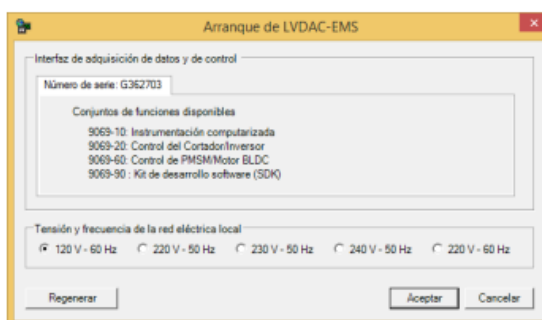 Arranque de LVDAC-EMS
Interfaz de adquisición de datos y de control
Número de serie: G362703
Conjuntos de funciones disponibles
9069-10: Instrumentación computarizada
9069-20: Control del Cortador/Inversor
9069-60: Control de PMSM/Motor BLDC
9069-90 : Kit de desarrollo software (SDK)
Tensión y frecuencia de la red eléctrica local
120 V - 60 Hz 220 V - 50 Hz 230 V - 50 Hz 240 V - 50 Hz 220 V - 60 Hz
Regenerar Aceptar Cancelar